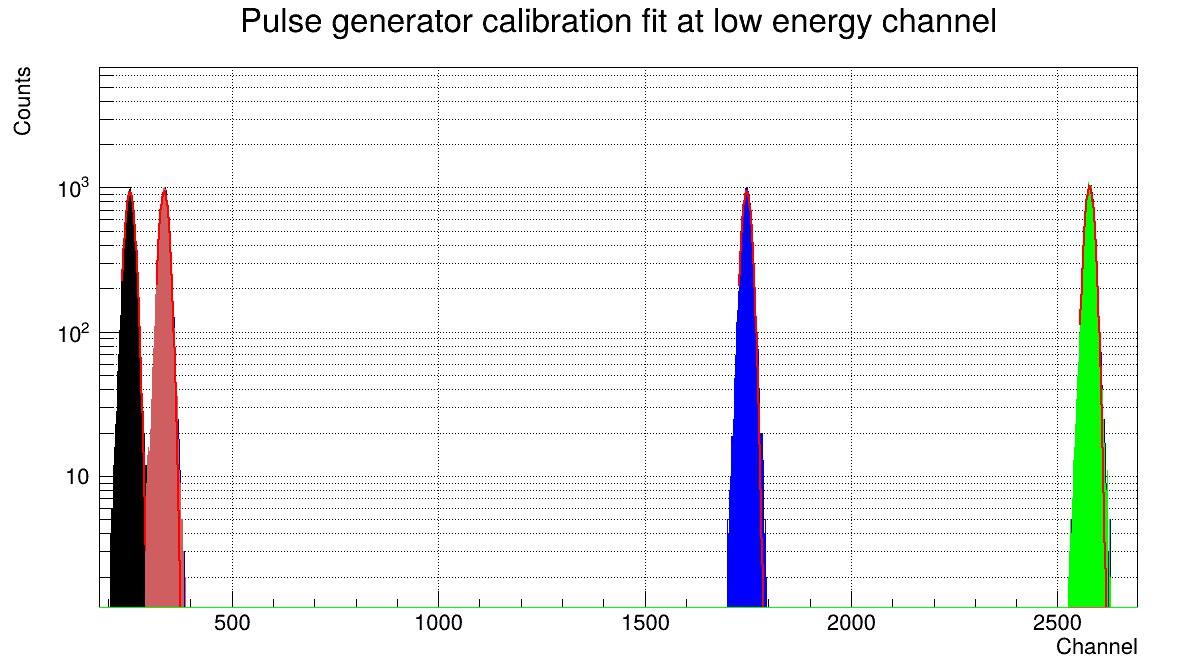 Pulse generator calibration fit at low energy channel
Counts
10³
10²
10
500 1000 1500 2000 2500
Channel